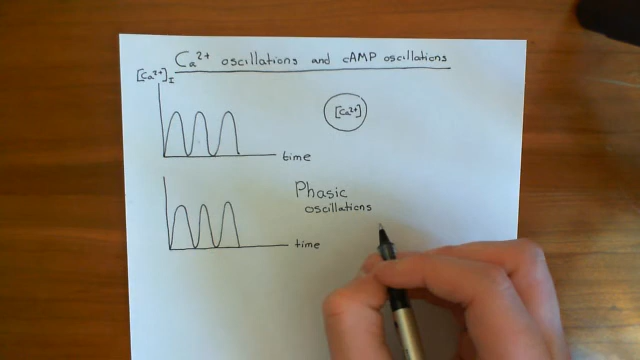 Ca²⁺ oscillations and cAMP oscillations
[Ca²⁺]ᵢ
[Ca²⁺]
time
Phasic
oscillations
time